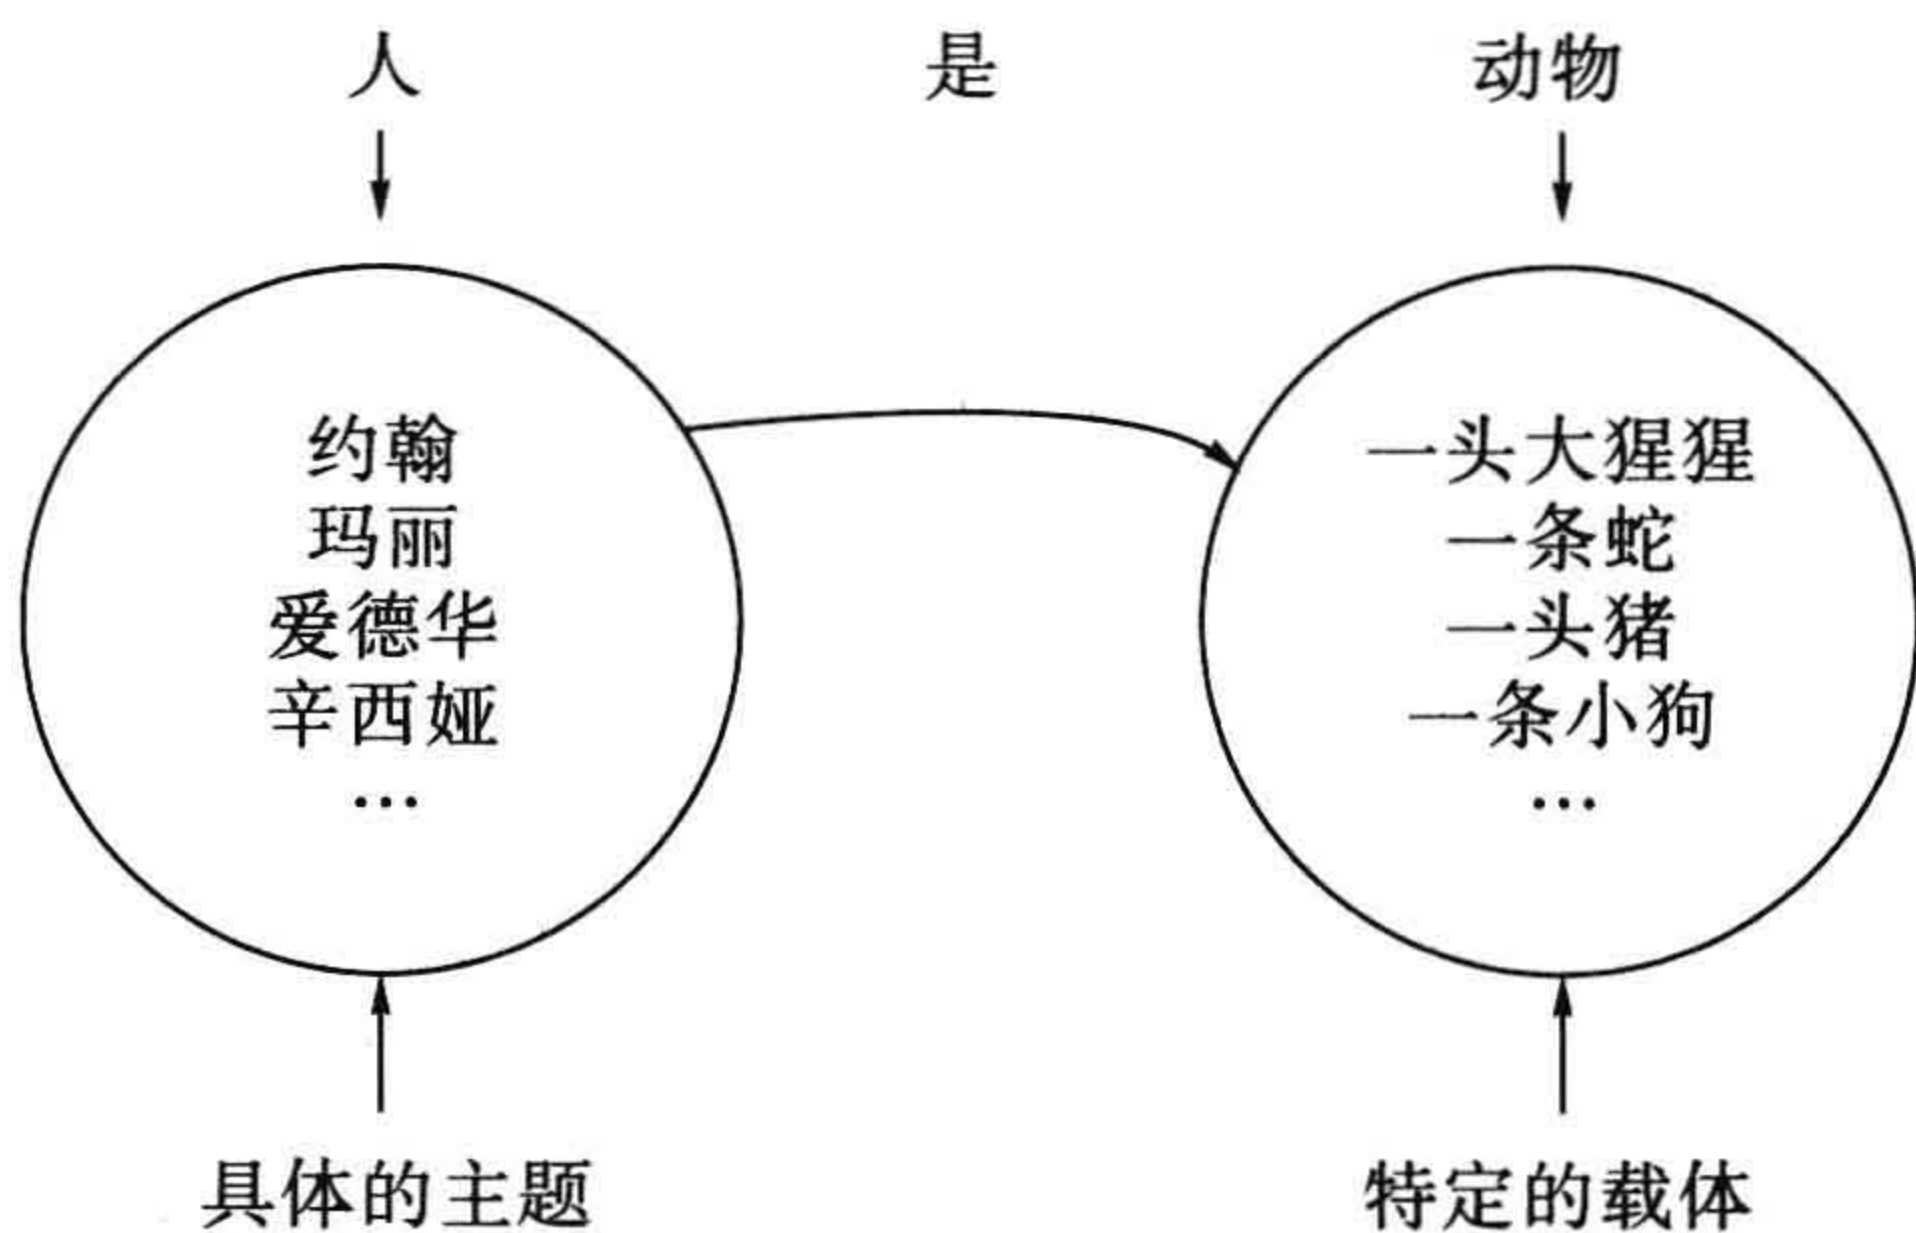 人 是 动物
约翰
玛丽
爱德华
辛西娅
…
一头大猩猩
一条蛇
一头猪
一条小狗
…
具体的主题
特定的载体